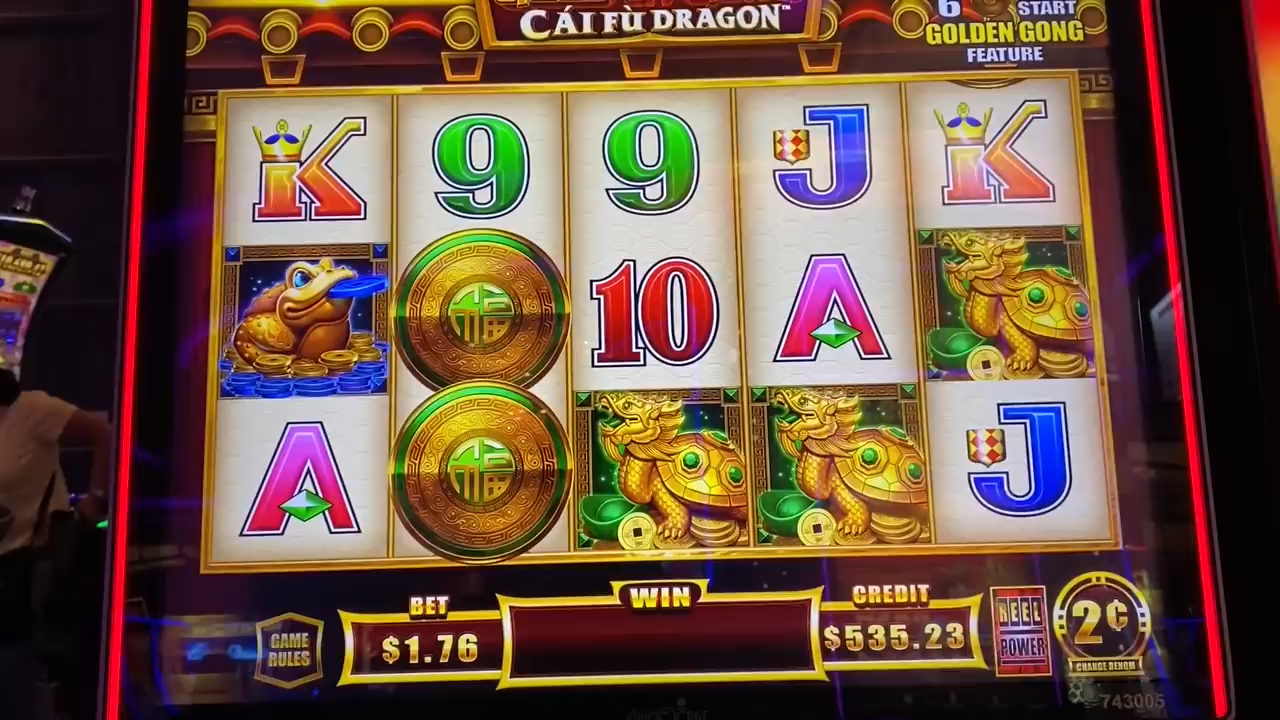 CÁI FÙ DRAGON™
6 START
GOLDEN GONG
FEATURE
K 9 9 J K
10 A
A J
BET
$1.76
WIN
CREDIT
$535.23
GAME
RULES
REEL
POWER
2¢
CHANGE DENOM
743005